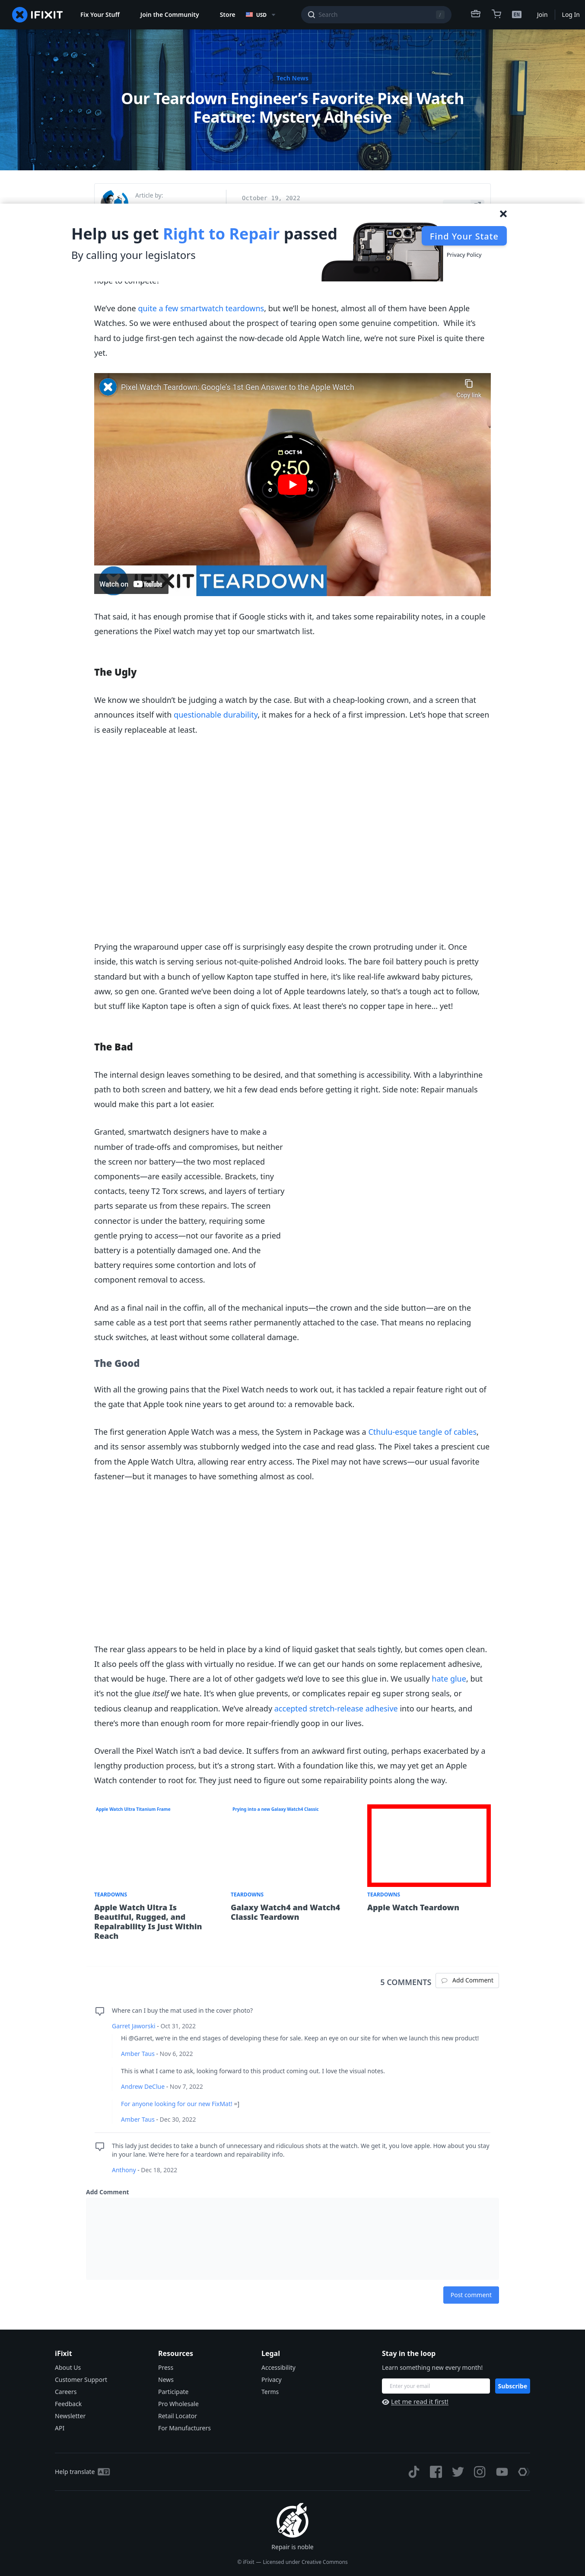 IFIXIT
Fix Your Stuff
Join the Community
Store
USD
Search
/
EN
Join
Log In
Tech News
Our Teardown Engineer's Favorite Pixel Watch
Feature: Mystery Adhesive
Article by:
October 19, 2022
Help us get Right to Repair passed
By calling your legislators
Find Your State
Privacy Policy
hope to compete?
We've done quite a few smartwatch teardowns, but we'll be honest, almost all of them have been Apple
Watches. So we were enthused about the prospect of tearing open some genuine competition. While it's
hard to judge first-gen tech against the now-decade old Apple Watch line, we're not sure Pixel is quite there
yet.
Pixel Watch Teardown: Google's 1st Gen Answer to the Apple Watch
Copy link
OCT 14
9:50
76
IFIXIT TEARDOWN
Watch on YouTube
That said, it has enough promise that if Google sticks with it, and takes some repairability notes, in a couple
generations the Pixel watch may yet top our smartwatch list.
The Ugly
We know we shouldn't be judging a watch by the case. But with a cheap-looking crown, and a screen that
announces itself with questionable durability, it makes for a heck of a first impression. Let's hope that screen
is easily replaceable at least.
Prying the wraparound upper case off is surprisingly easy despite the crown protruding under it. Once
inside, this watch is serving serious not-quite-polished Android looks. The bare foil battery pouch is pretty
standard but with a bunch of yellow Kapton tape stuffed in here, it's like real-life awkward baby pictures,
aww, so gen one. Granted we've been doing a lot of Apple teardowns lately, so that's a tough act to follow,
but stuff like Kapton tape is often a sign of quick fixes. At least there's no copper tape in here… yet!
The Bad
The internal design leaves something to be desired, and that something is accessibility. With a labyrinthine
path to both screen and battery, we hit a few dead ends before getting it right. Side note: Repair manuals
would make this part a lot easier.
Granted, smartwatch designers have to make a
number of trade-offs and compromises, but neither
the screen nor battery—the two most replaced
components—are easily accessible. Brackets, tiny
contacts, teeny T2 Torx screws, and layers of tertiary
parts separate us from these repairs. The screen
connector is under the battery, requiring some
gentle prying to access—not our favorite as a pried
battery is a potentially damaged one. And the
battery requires some contortion and lots of
component removal to access.
And as a final nail in the coffin, all of the mechanical inputs—the crown and the side button—are on the
same cable as a test port that seems rather permanently attached to the case. That means no replacing
stuck switches, at least without some collateral damage.
The Good
With all the growing pains that the Pixel Watch needs to work out, it has tackled a repair feature right out of
the gate that Apple took nine years to get around to: a removable back.
The first generation Apple Watch was a mess, the System in Package was a Cthulu-esque tangle of cables,
and its sensor assembly was stubbornly wedged into the case and read glass. The Pixel takes a prescient cue
from the Apple Watch Ultra, allowing rear entry access. The Pixel may not have screws—our usual favorite
fastener—but it manages to have something almost as cool.
The rear glass appears to be held in place by a kind of liquid gasket that seals tightly, but comes open clean.
It also peels off the glass with virtually no residue. If we can get our hands on some replacement adhesive,
that would be huge. There are a lot of other gadgets we'd love to see this glue in. We usually hate glue, but
it's not the glue itself we hate. It's when glue prevents, or complicates repair eg super strong seals, or
tedious cleanup and reapplication. We've already accepted stretch-release adhesive into our hearts, and
there's more than enough room for more repair-friendly goop in our lives.
Overall the Pixel Watch isn't a bad device. It suffers from an awkward first outing, perhaps exacerbated by a
lengthy production process, but it's a strong start. With a foundation like this, we may yet get an Apple
Watch contender to root for. They just need to figure out some repairability points along the way.
Apple Watch Ultra Titanium Frame
Prying into a new Galaxy Watch4 Classic
TEARDOWNS
TEARDOWNS
TEARDOWNS
Apple Watch Ultra Is
Beautiful, Rugged, and
Repairability Is Just Within
Reach
Galaxy Watch4 and Watch4
Classic Teardown
Apple Watch Teardown
5 COMMENTS
Add Comment
Where can I buy the mat used in the cover photo?
Garret Jaworski - Oct 31, 2022
Hi @Garret, we're in the end stages of developing these for sale. Keep an eye on our site for when we launch this new product!
Amber Taus - Nov 6, 2022
This is what I came to ask, looking forward to this product coming out. I love the visual notes.
Andrew DeClue - Nov 7, 2022
For anyone looking for our new FixMat! =]
Amber Taus - Dec 30, 2022
This lady just decides to take a bunch of unnecessary and ridiculous shots at the watch. We get it, you love apple. How about you stay
in your lane. We're here for a teardown and repairability info.
Anthony - Dec 18, 2022
Add Comment
Post comment
iFixit
About Us
Customer Support
Careers
Feedback
Newsletter
API
Resources
Press
News
Participate
Pro Wholesale
Retail Locator
For Manufacturers
Legal
Accessibility
Privacy
Terms
Stay in the loop
Learn something new every month!
Enter your email
Subscribe
Let me read it first!
Help translate
Repair is noble
© iFixit — Licensed under Creative Commons